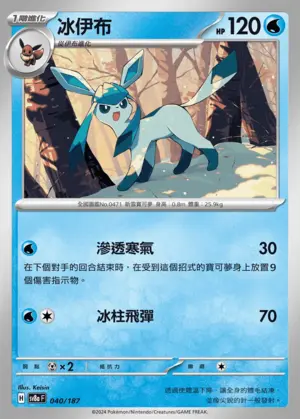 1階進化
冰伊布
HP 120
從伊布進化
全國圖鑑No.0471 新雪寶可夢 身高：0.8m 體重：25.9kg
滲透寒氣 30
在下個對手的回合結束時，在受到這個招式的寶可夢身上放置9
個傷害指示物。
冰柱飛彈 70
弱點 ×2 抵抗力 撤退
Illus. Keisin
H sv8a F 040/187
©2024 Pokémon/Nintendo/Creatures/GAME FREAK.